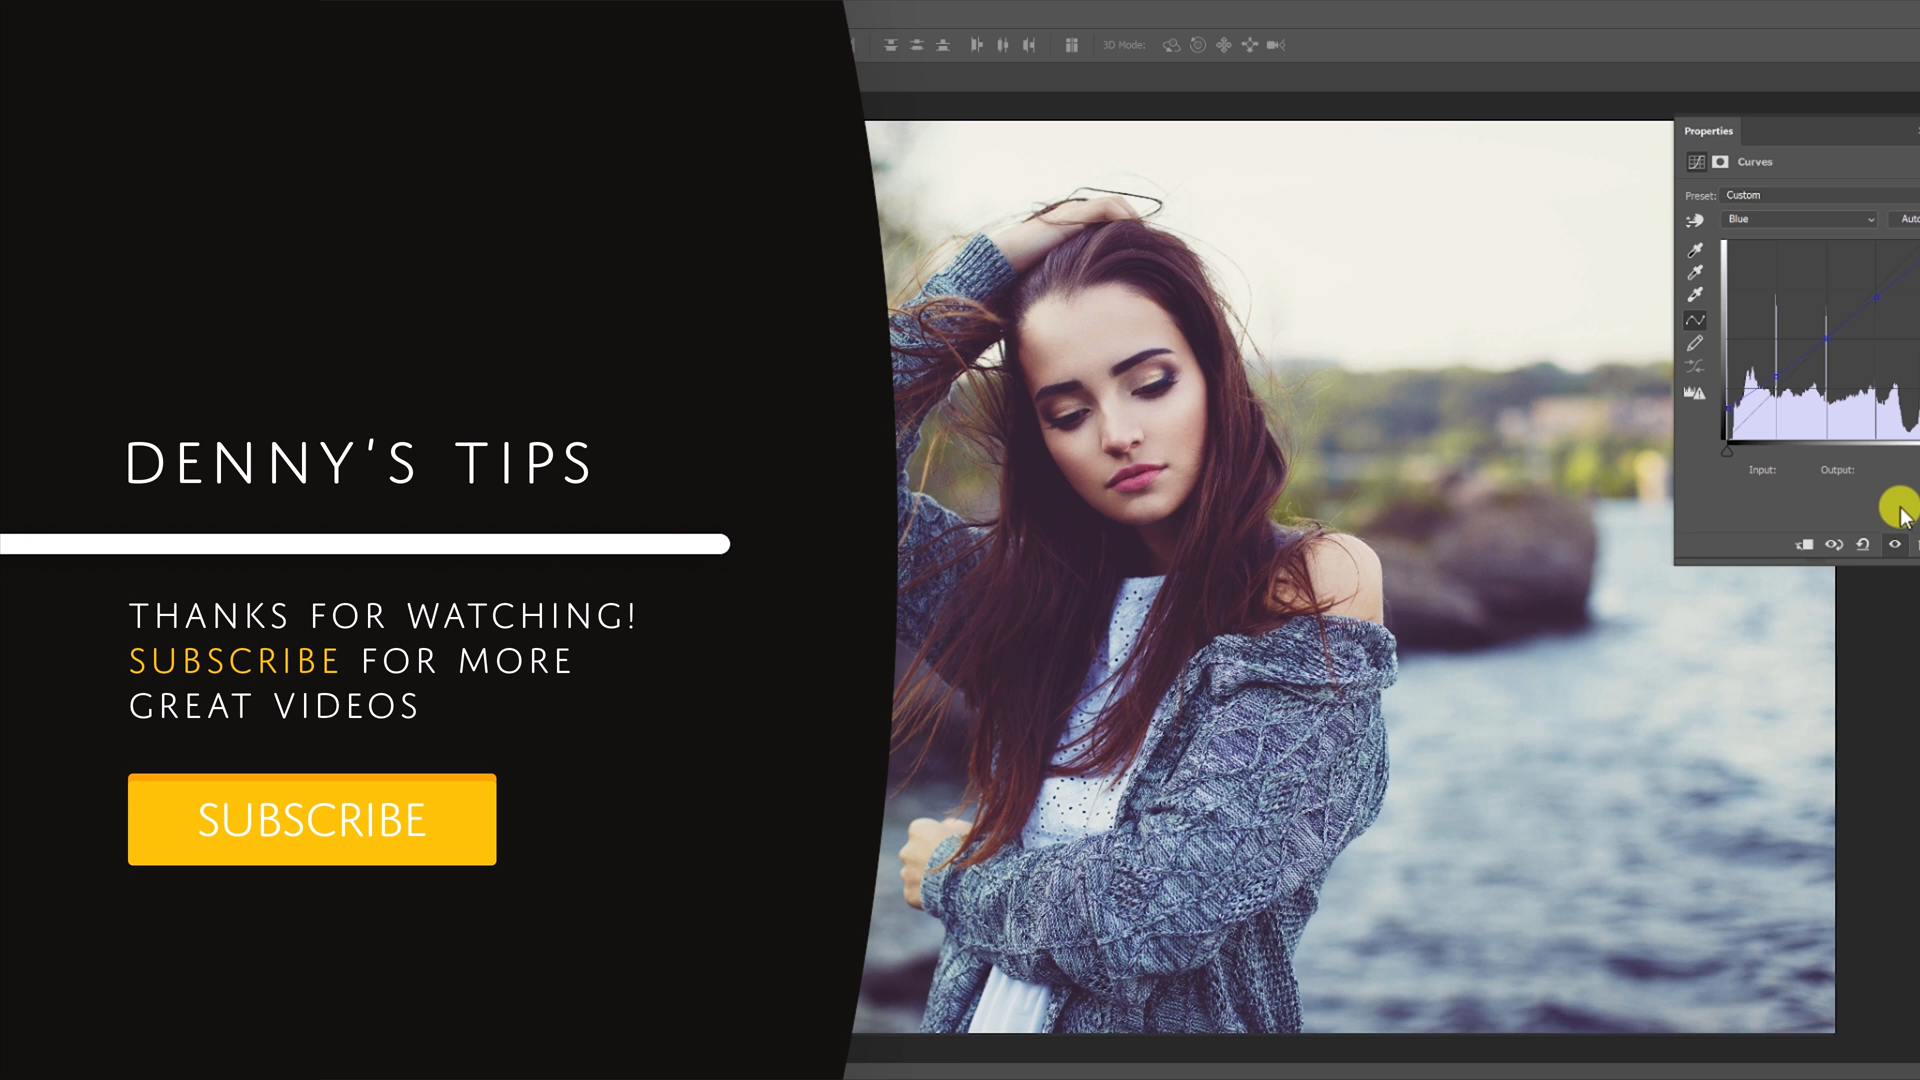 DENNY'S TIPS
THANKS FOR WATCHING!
SUBSCRIBE FOR MORE
GREAT VIDEOS
SUBSCRIBE
3D Mode:
Properties
Curves
Preset: Custom
Blue
Auto
Input: Output: